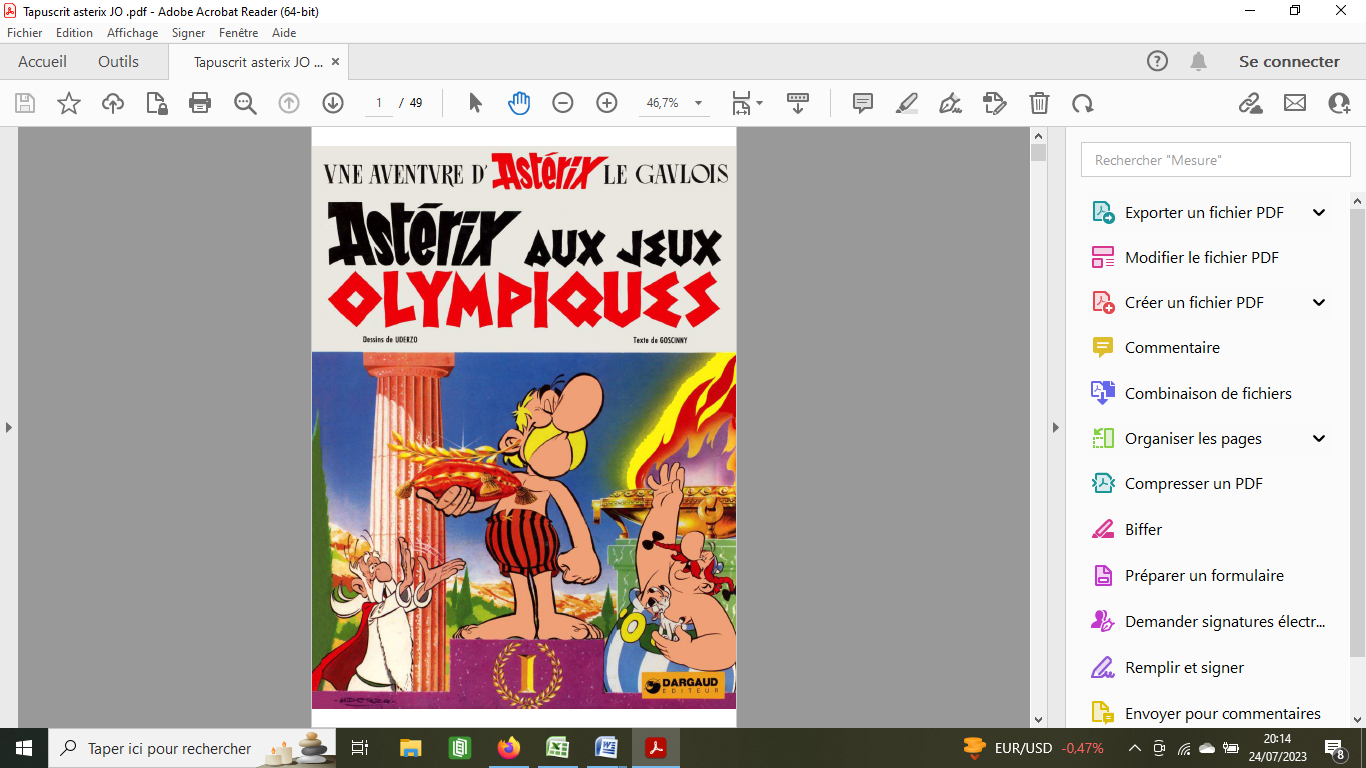 Tapuscrit asterix JO .pdf - Adobe Acrobat Reader (64-bit)
Fichier Edition Affichage Signer Fenêtre Aide
Accueil Outils Tapuscrit asterix JO ... × Se connecter
1 / 49 46,7%
VNE AVENTVRE D' Astérix LE GAVLOIS
Astérix AUX JEUX
OLYMPIQUES
Dessins de UDERZO Texte de GOSCINNY
I
DARGAUD
EDITEUR
Rechercher "Mesure"
Exporter un fichier PDF
Modifier le fichier PDF
Créer un fichier PDF
Commentaire
Combinaison de fichiers
Organiser les pages
Compresser un PDF
Biffer
Préparer un formulaire
Demander signatures électr...
Remplir et signer
Envoyer pour commentaires
Taper ici pour rechercher
EUR/USD -0,47%
20:14
24/07/2023
8